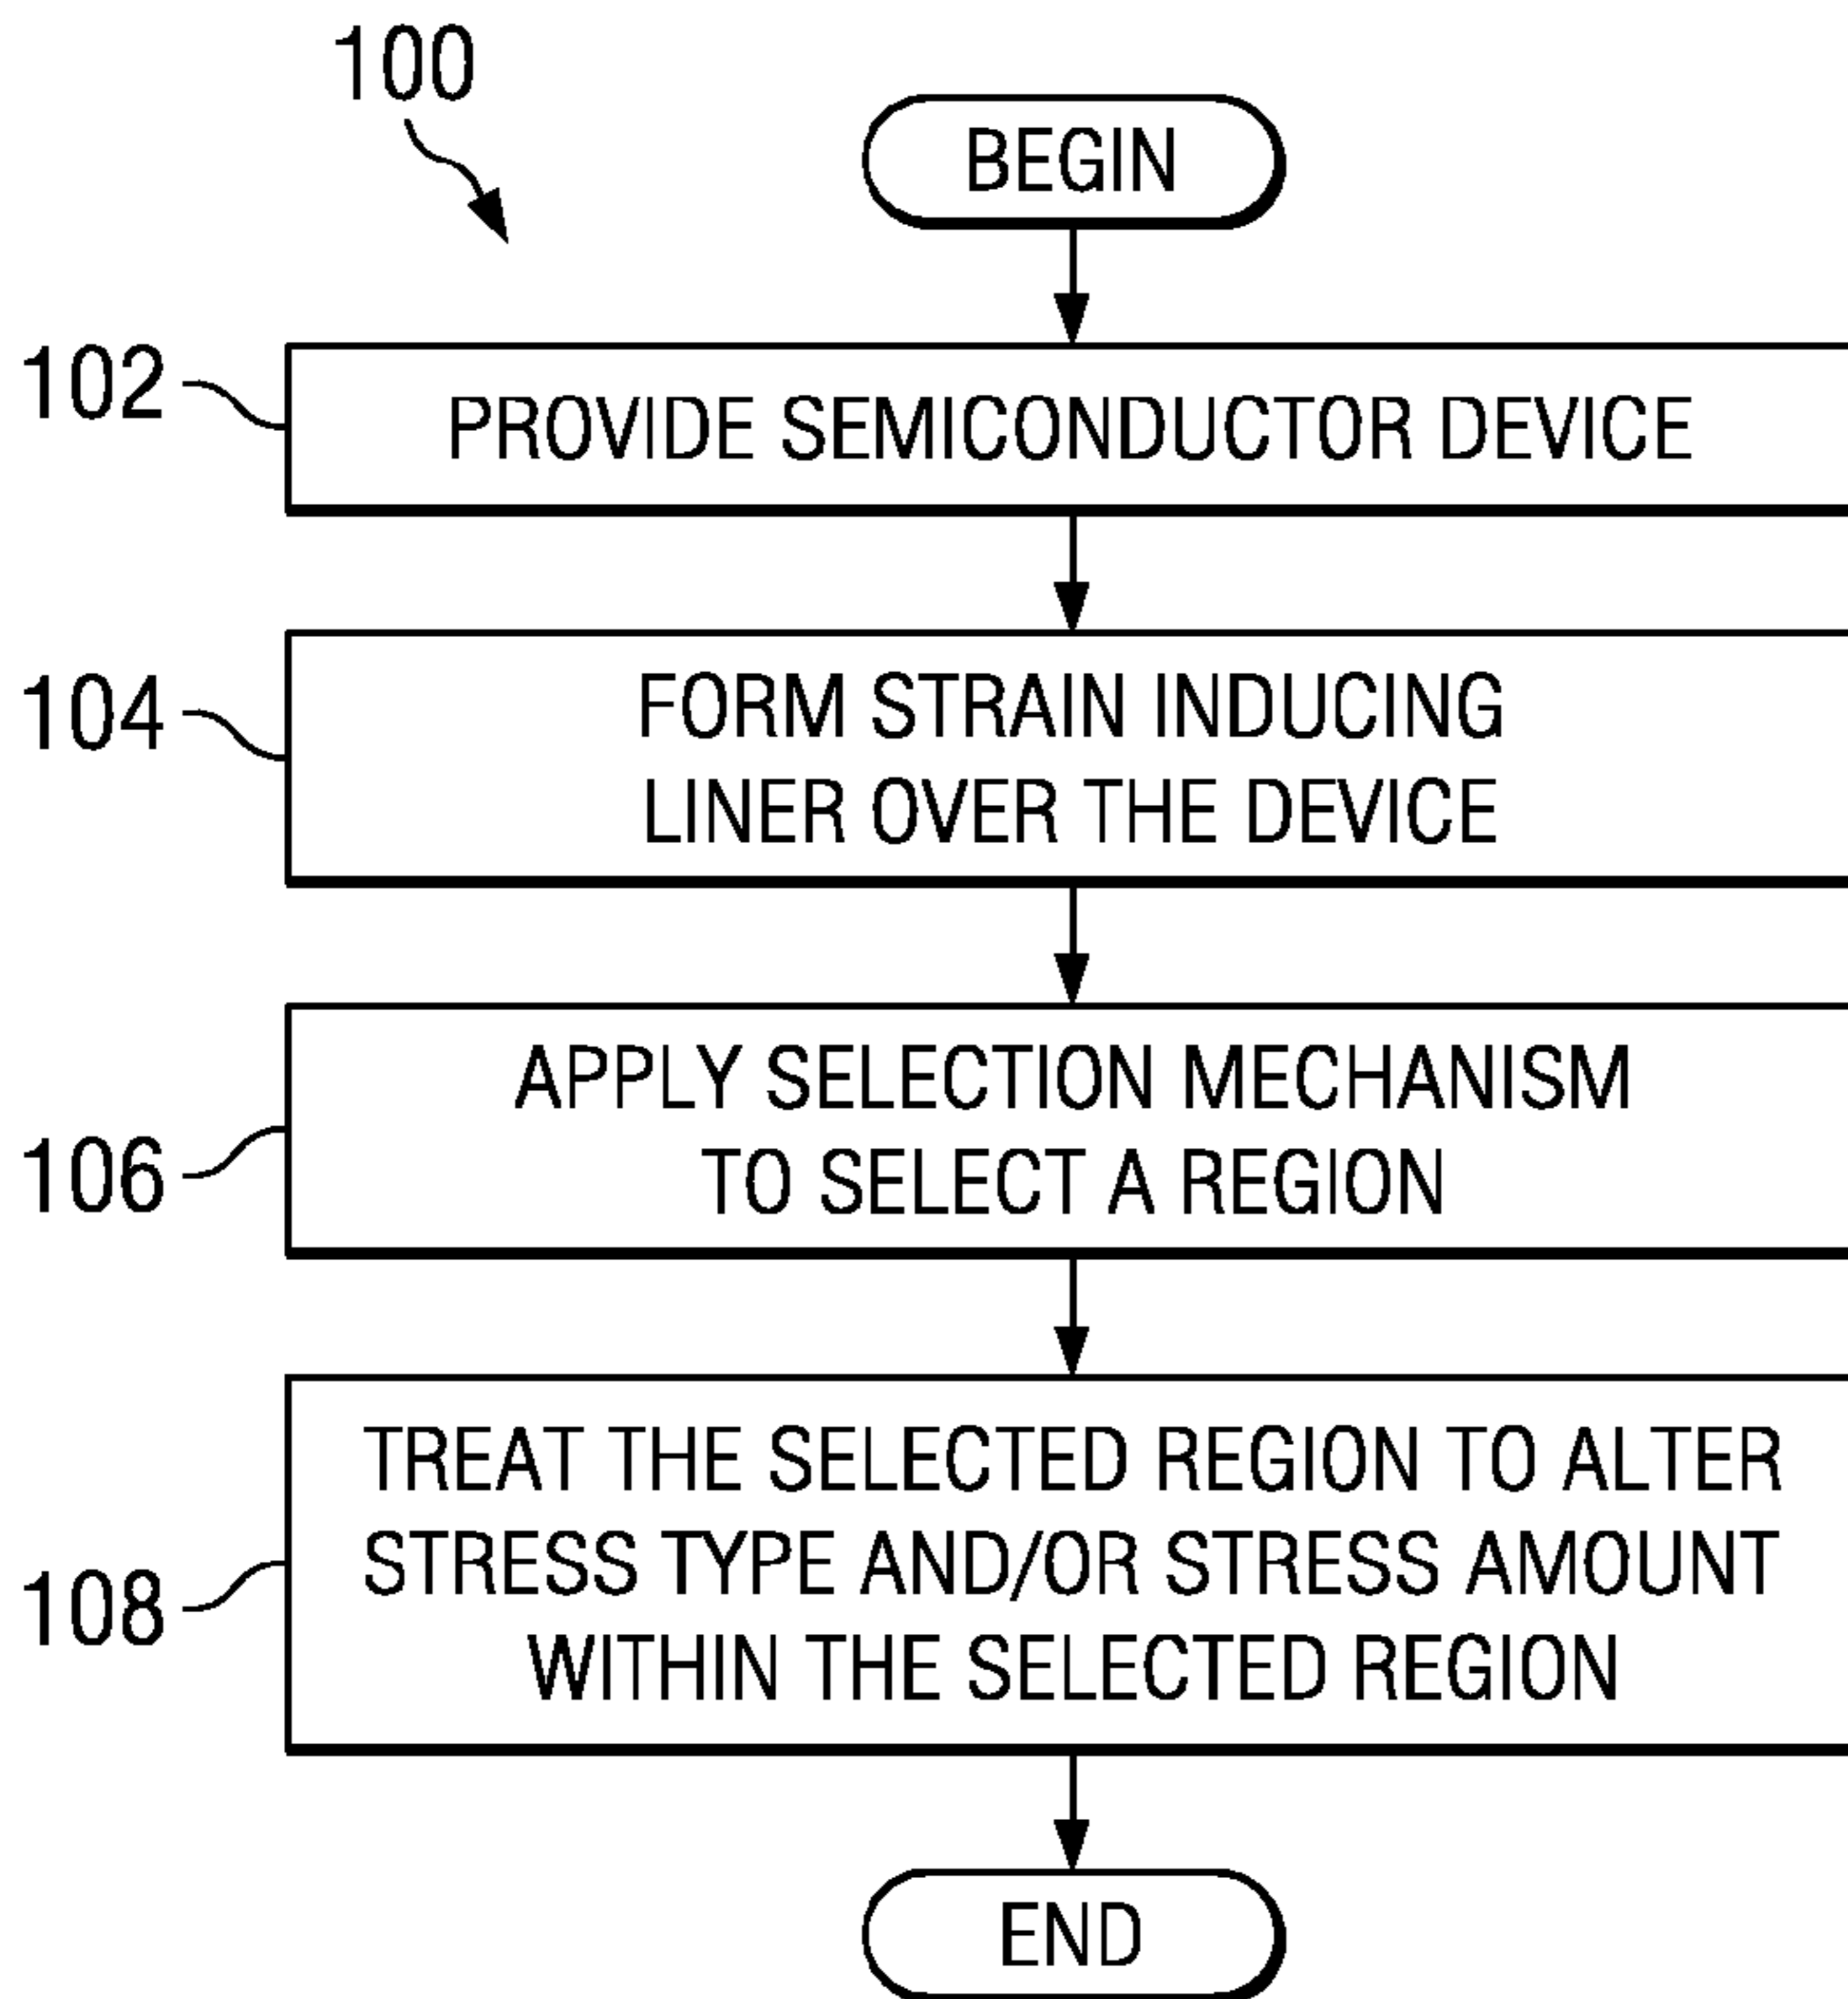 100
BEGIN
102
PROVIDE SEMICONDUCTOR DEVICE
104
FORM STRAIN INDUCING
LINER OVER THE DEVICE
106
APPLY SELECTION MECHANISM
TO SELECT A REGION
108
TREAT THE SELECTED REGION TO ALTER
STRESS TYPE AND/OR STRESS AMOUNT
WITHIN THE SELECTED REGION
END